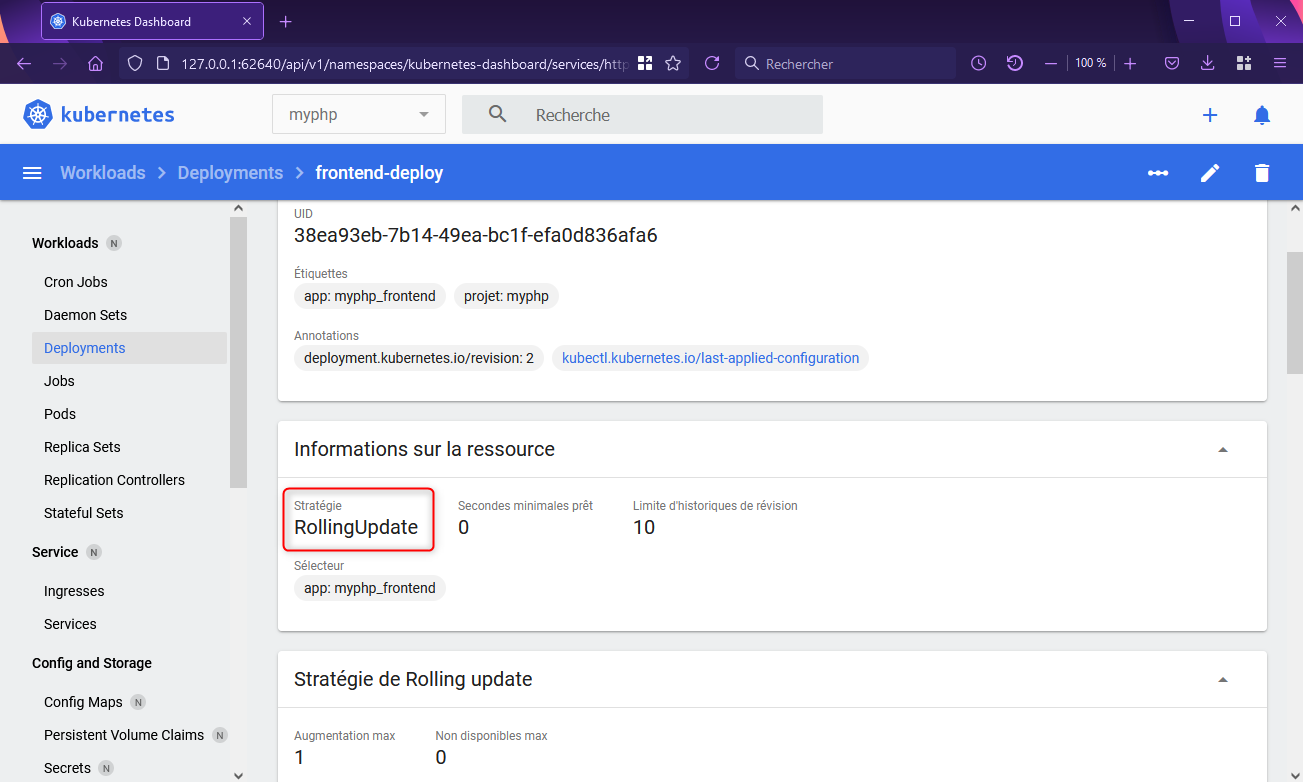 Kubernetes Dashboard
127.0.0.1:62640/api/v1/namespaces/kubernetes-dashboard/services/http
Rechercher
100 %
kubernetes
myphp
Recherche
Workloads > Deployments > frontend-deploy
Workloads N
Cron Jobs
Daemon Sets
Deployments
Jobs
Pods
Replica Sets
Replication Controllers
Stateful Sets
Service N
Ingresses
Services
Config and Storage
Config Maps N
Persistent Volume Claims N
Secrets N
UID
38ea93eb-7b14-49ea-bc1f-efa0d836afa6
Étiquettes
app: myphp_frontend projet: myphp
Annotations
deployment.kubernetes.io/revision: 2 kubectl.kubernetes.io/last-applied-configuration
Informations sur la ressource
Stratégie Secondes minimales prêt Limite d'historiques de révision
RollingUpdate 0 10
Sélecteur
app: myphp_frontend
Stratégie de Rolling update
Augmentation max Non disponibles max
1 0